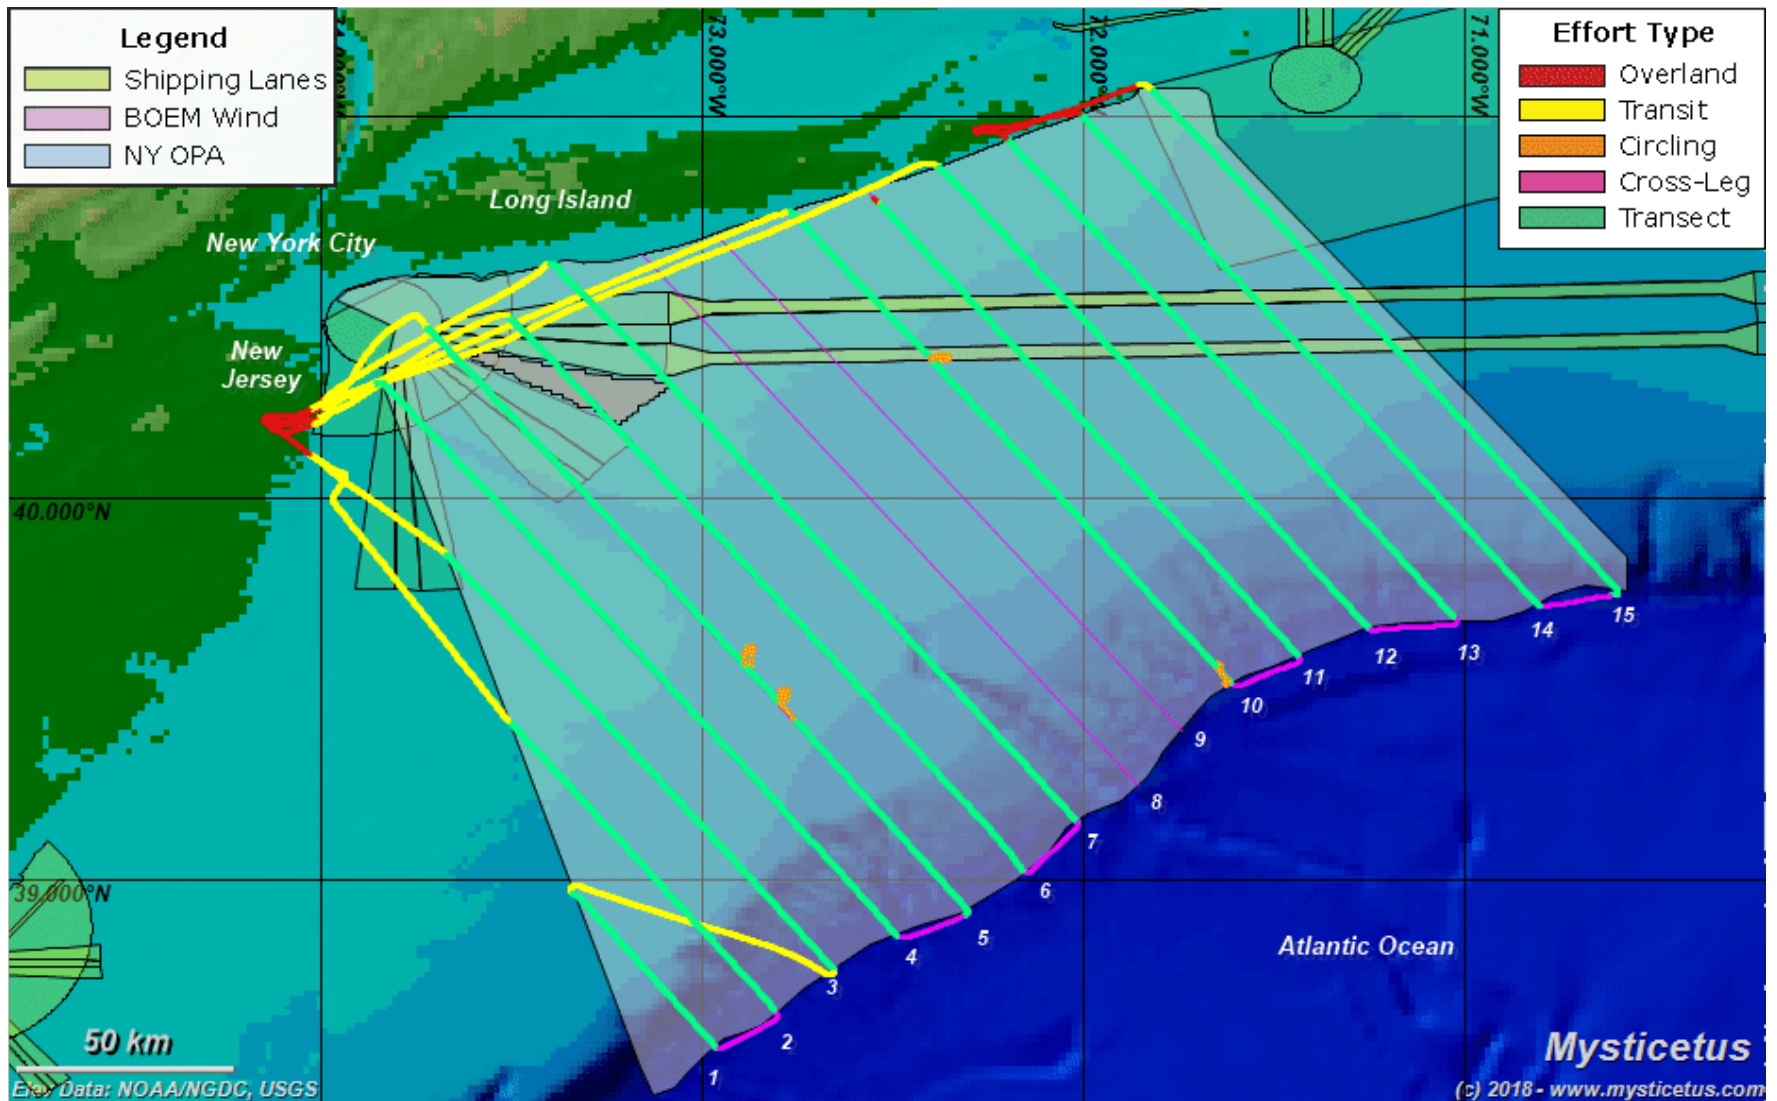 Legend
Shipping Lanes
BOEM Wind
NY OPA
73.000°W
72.000°W
71.000°W
Effort Type
Overland
Transit
Circling
Cross-Leg
Transect
Long Island
New York City
New
Jersey
40.000°N
39.000°N
15
14
13
12
11
10
9
8
7
6
5
4
3
2
1
Atlantic Ocean
50 km
Mysticetus
Elev Data: NOAA/NGDC, USGS
(c) 2018 - www.mysticetus.com